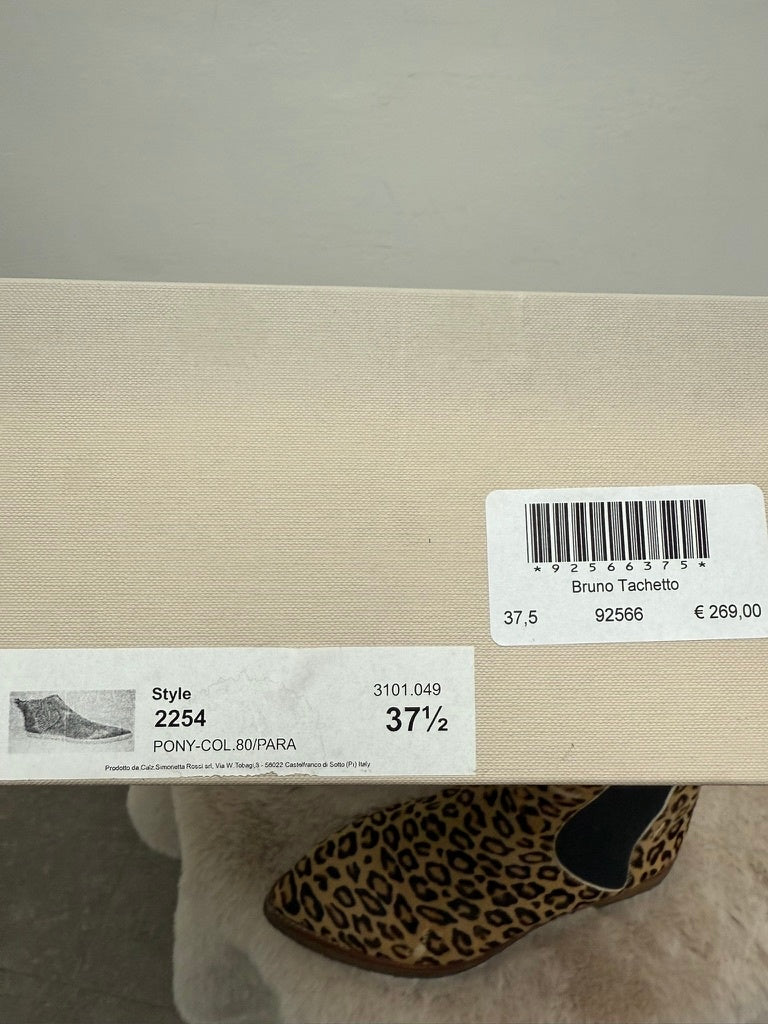 *92566375*
Bruno Tachetto
37,5 92566 € 269,00
Style 3101.049
2254 37½
PONY-COL.80/PARA
Prodotto da Calz.Simonetta Rossi srl, Via W.Tobagi,3 - 56022 Castelfranco di Sotto (Pi) Italy